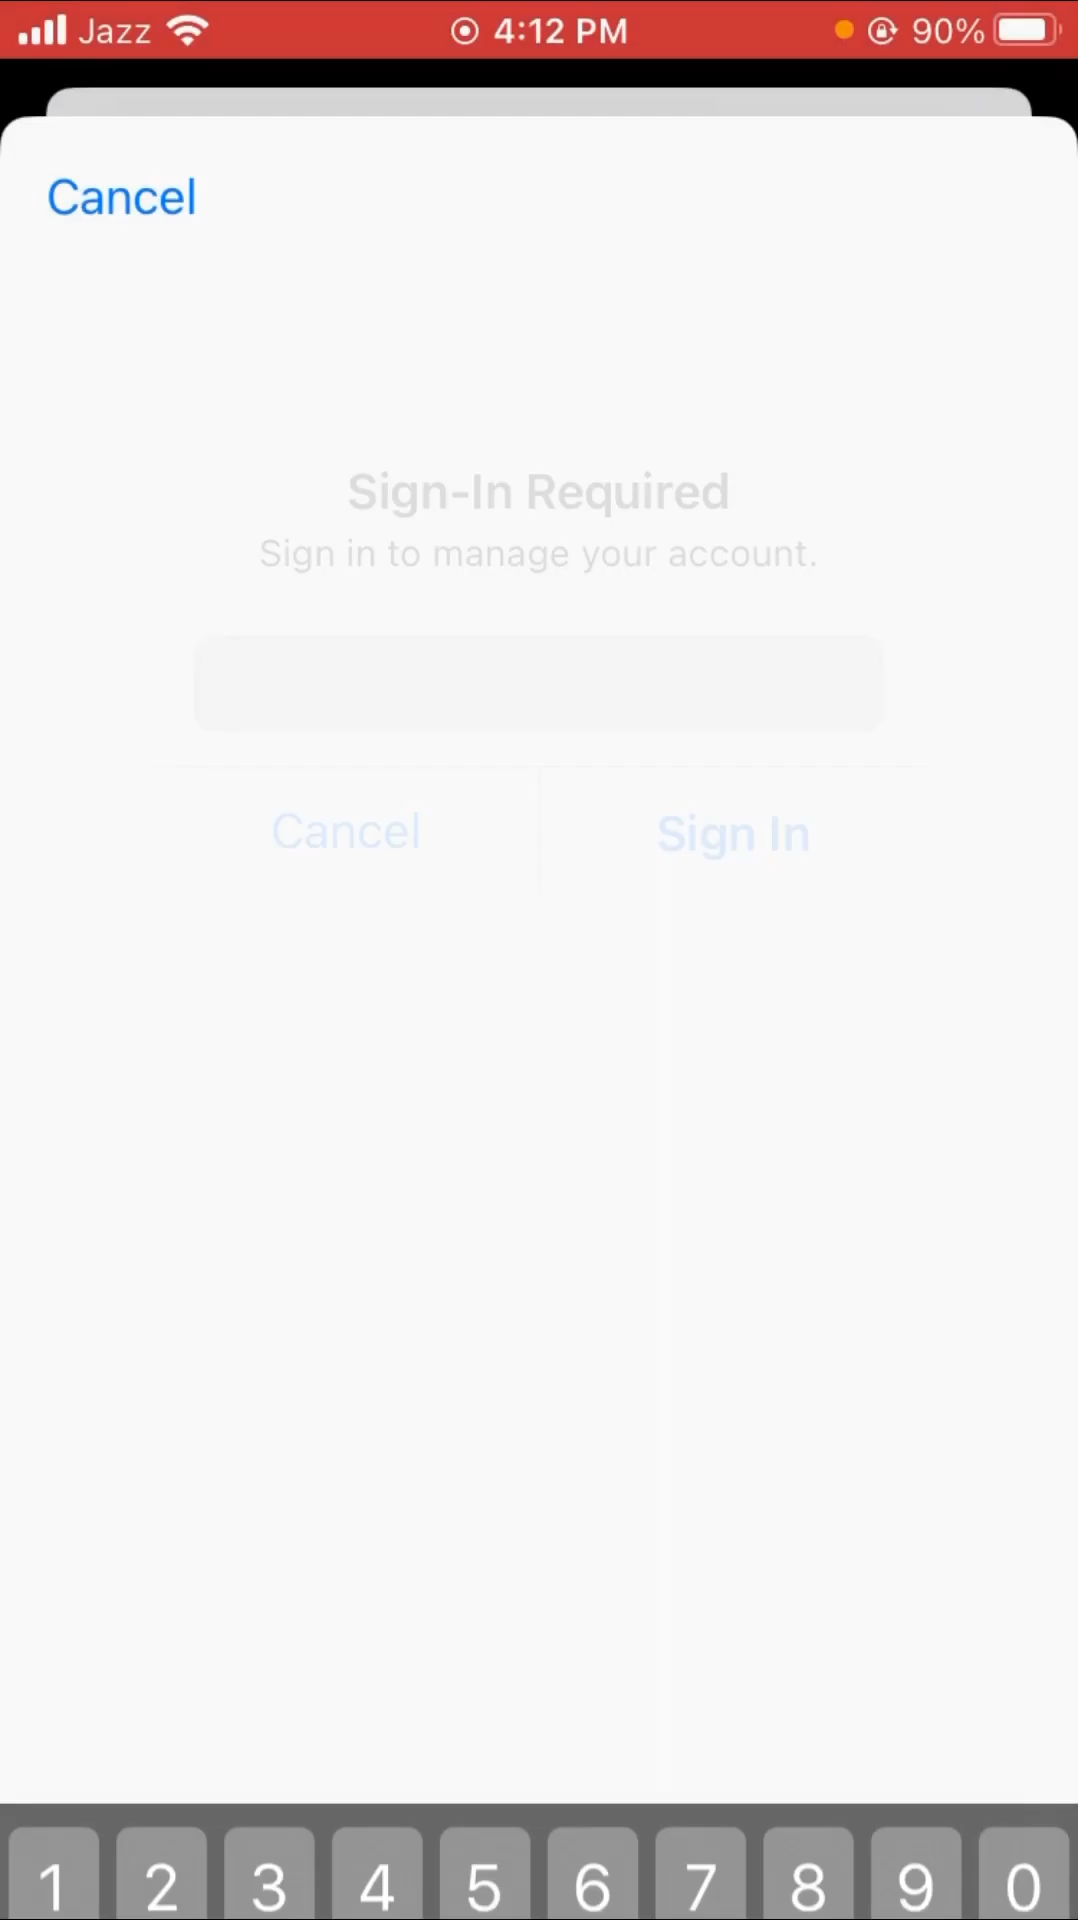 Jazz 4:12 PM 90%
Cancel
Sign-In Required
Sign in to manage your account.
Cancel Sign In
1 2 3 4 5 6 7 8 9 0